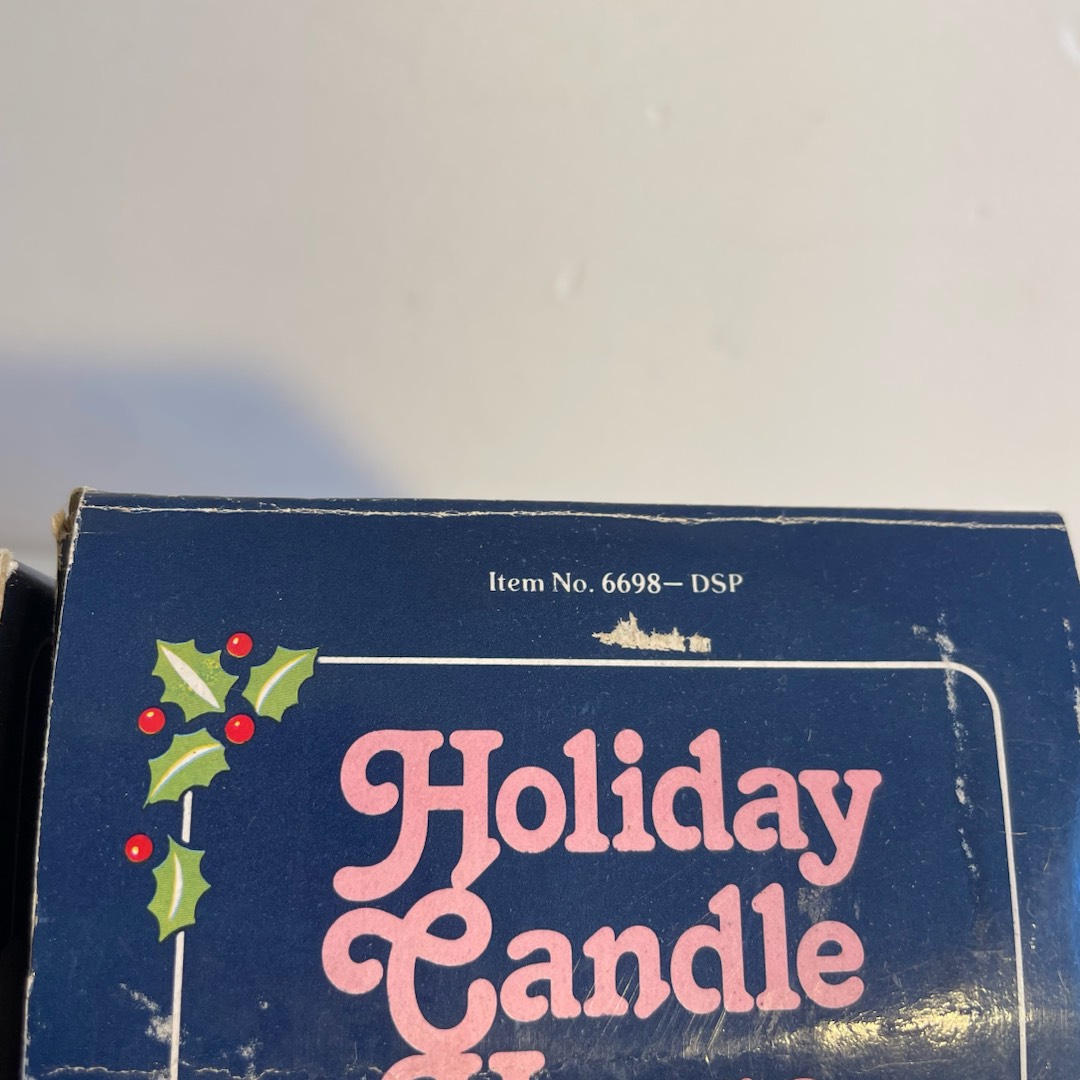 Item No. 6698– DSP
Holiday
Candle